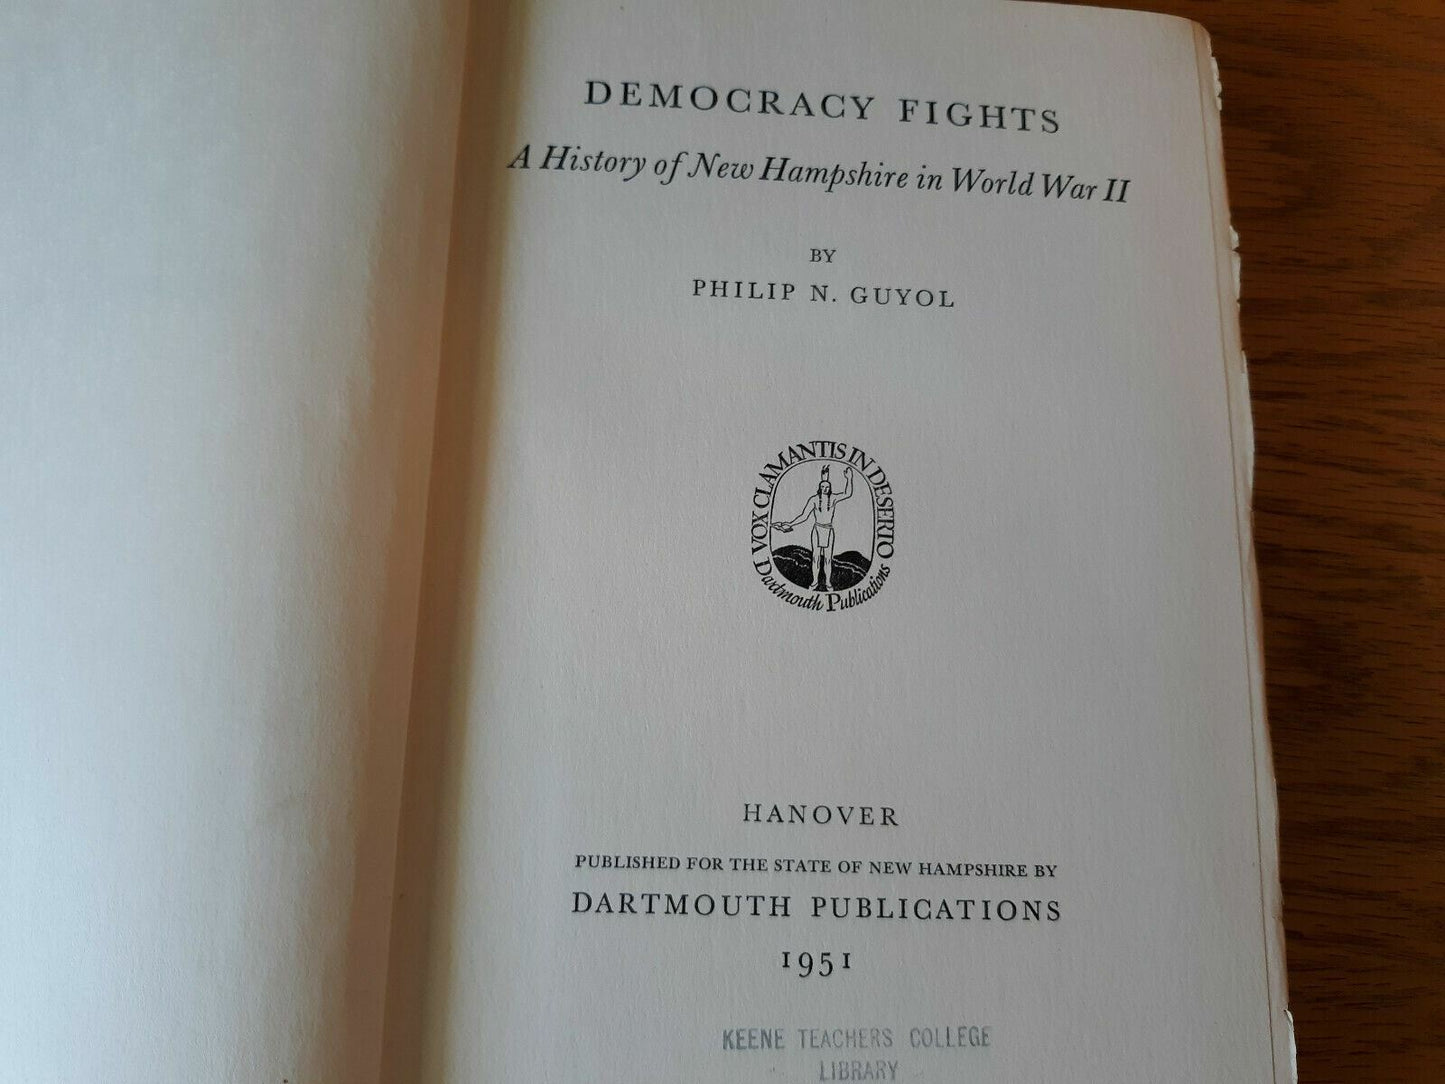 DEMOCRACY FIGHTS
A History of New Hampshire in World War II
BY
PHILIP N. GUYOL
VOX CLAMANTIS IN DESERTO
Dartmouth Publications
HANOVER
PUBLISHED FOR THE STATE OF NEW HAMPSHIRE BY
DARTMOUTH PUBLICATIONS
1951
KEENE TEACHERS COLLEGE
LIBRARY